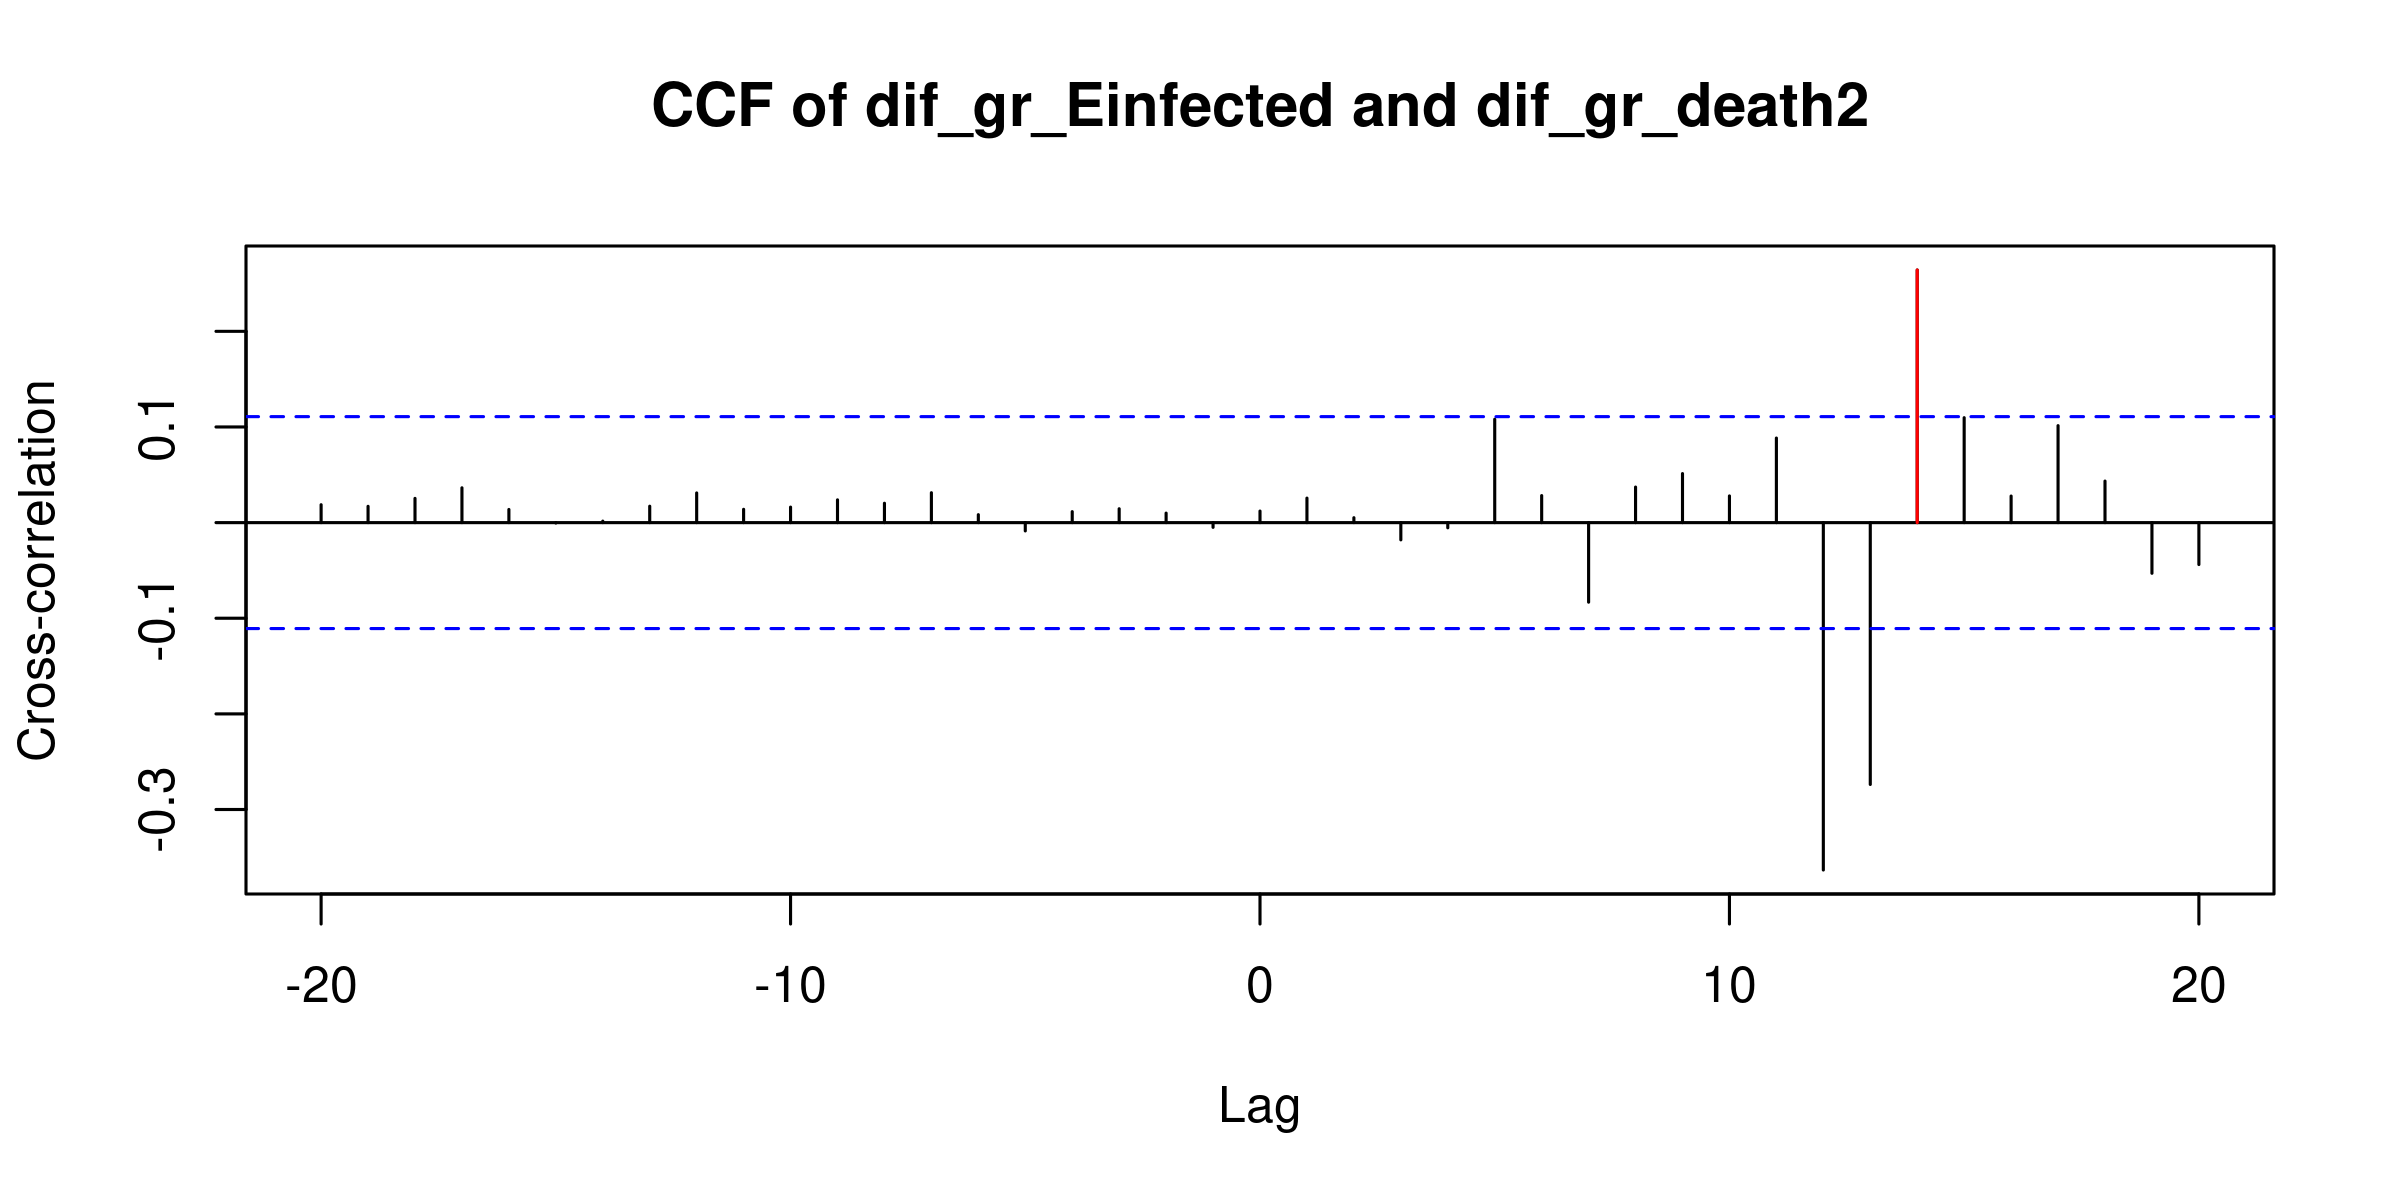 CCF of dif_gr_Einfected and dif_gr_death2
Cross-correlation
0.1
-0.1
-0.3
-20 -10 0 10 20
Lag